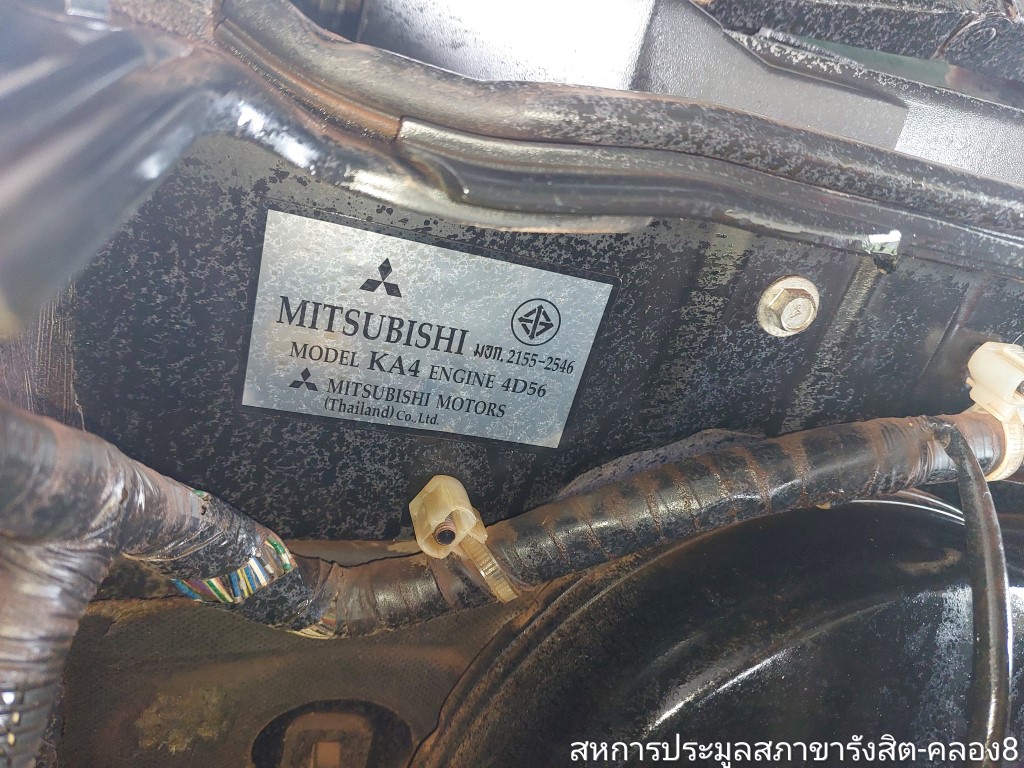 MITSUBISHI
มอก. 2155-2546
MODEL KA4 ENGINE 4D56
MITSUBISHI MOTORS
(Thailand) Co., Ltd.
สหการประมูลสภาขารังสิต-คลอง8